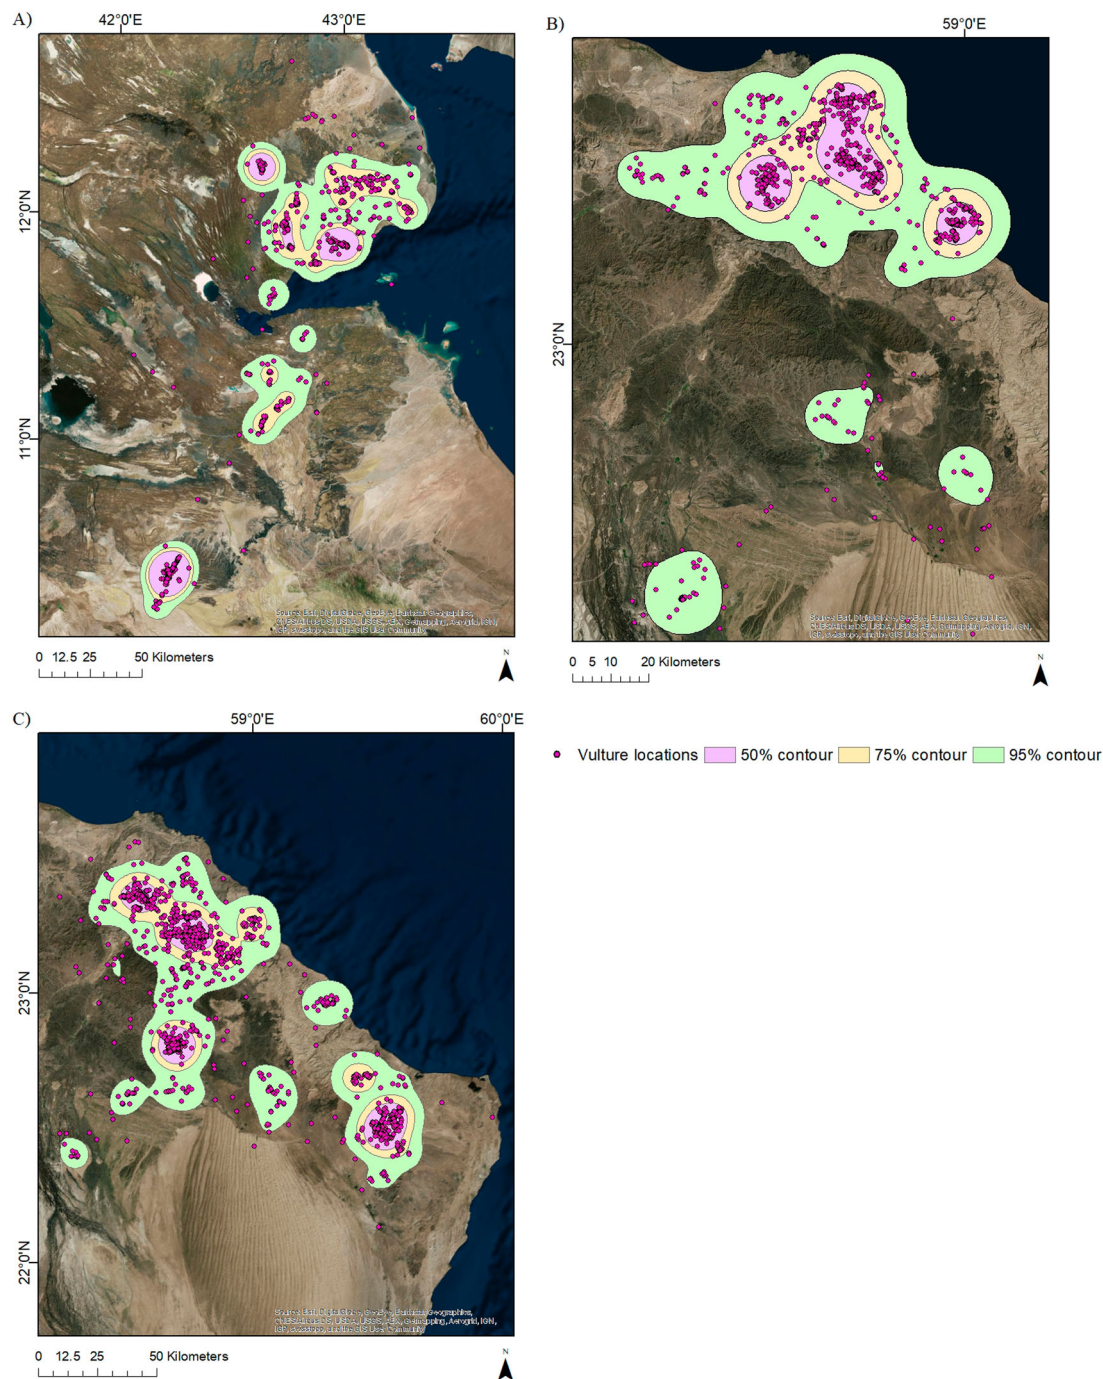 A)
42°0'E 43°0'E
12°0'N
11°0'N
0 12.5 25 50 Kilometers
N
B)
59°0'E
23°0'N
0 5 10 20 Kilometers
N
C)
59°0'E 60°0'E
23°0'N
22°0'N
0 12.5 25 50 Kilometers
N
Vulture locations 50% contour 75% contour 95% contour